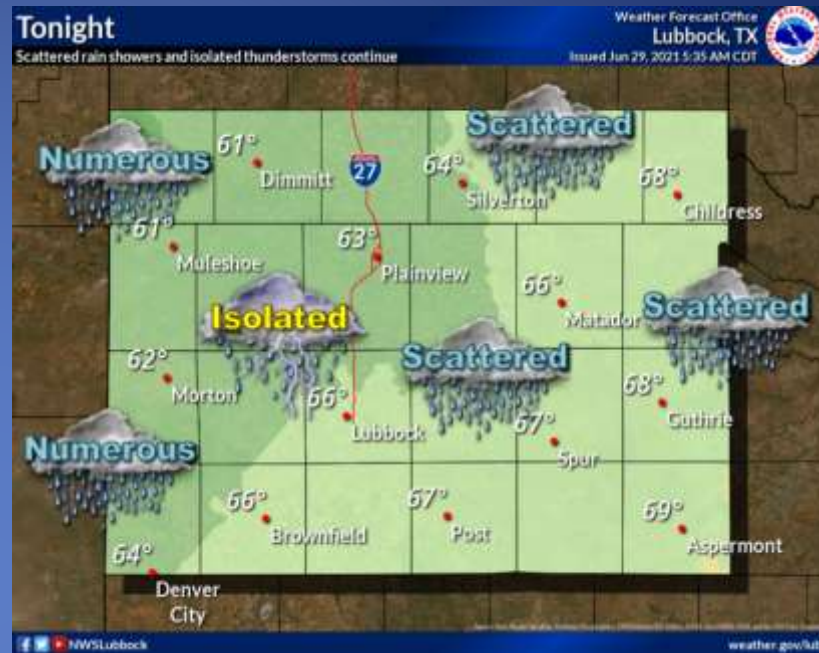 Tonight
Scattered rain showers and isolated thunderstorms continue
Weather Forecast Office
Lubbock, TX
Issued Jun 29, 2021 5:35 AM CDT
Numerous
61°
Dimmitt
27
64°
Silverton
Scattered
68°
Childress
61°
Muleshoe
63°
Plainview
66°
Matador
Scattered
Isolated
Scattered
62°
Morton
66°
Lubbock
67°
Spur
68°
Guthrie
Numerous
66°
Brownfield
67°
Post
69°
Aspermont
64°
Denver
City
NWSLubbock
weather.gov/lub